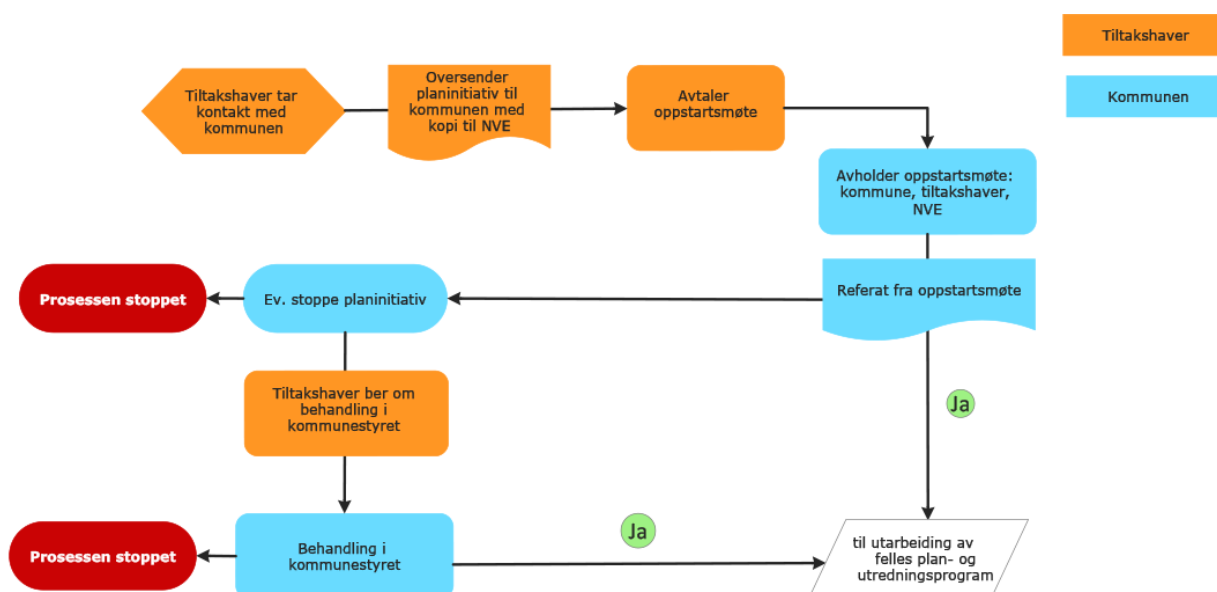 Tiltakshaver
Kommunen
Tiltakshaver tar
kontakt med
kommunen
Oversender
planinitiativ til
kommunen med
kopi til NVE
Avtaler
oppstartsmøte
Avholder oppstartsmøte:
kommune, tiltakshaver,
NVE
Referat fra oppstartsmøte
Ev. stoppe planinitiativ
Prosessen stoppet
Tiltakshaver ber om
behandling i
kommunestyret
Ja
Prosessen stoppet
Behandling i
kommunestyret
Ja
til utarbeiding av
felles plan- og
utredningsprogram